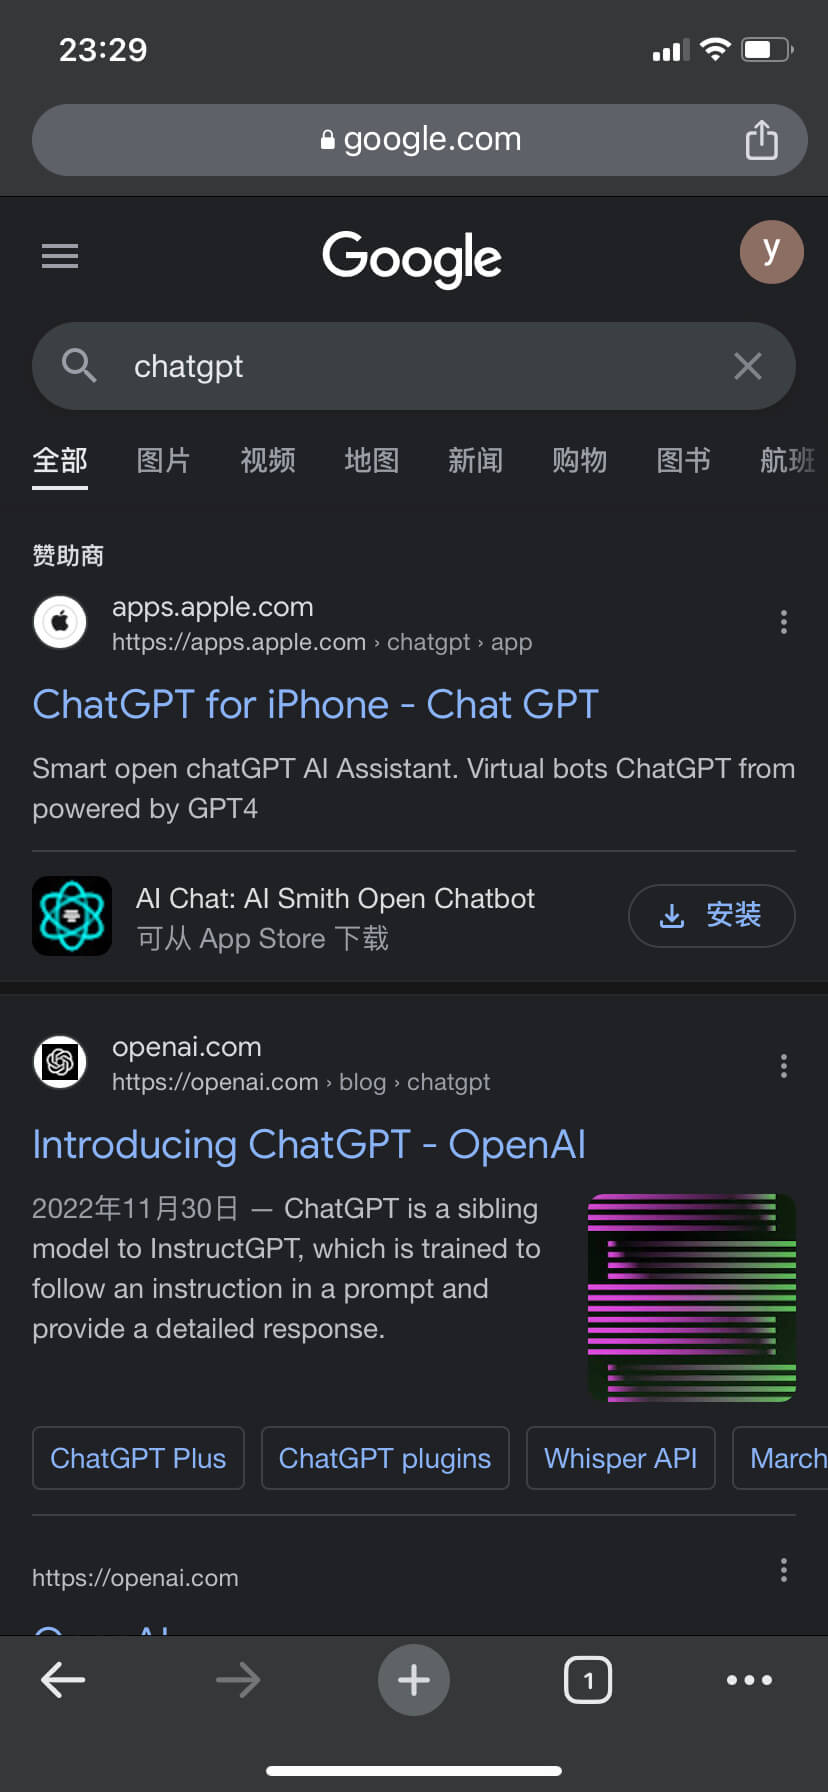 23:29
google.com
Google
y
chatgpt
全部 图片 视频 地图 新闻 购物 图书 航班
赞助商
apps.apple.com
https://apps.apple.com › chatgpt › app
ChatGPT for iPhone - Chat GPT
Smart open chatGPT AI Assistant. Virtual bots ChatGPT from
powered by GPT4
AI Chat: AI Smith Open Chatbot
可从 App Store 下载
安装
openai.com
https://openai.com › blog › chatgpt
Introducing ChatGPT - OpenAI
2022年11月30日 — ChatGPT is a sibling
model to InstructGPT, which is trained to
follow an instruction in a prompt and
provide a detailed response.
ChatGPT Plus ChatGPT plugins Whisper API March
https://openai.com
OpenAI
1